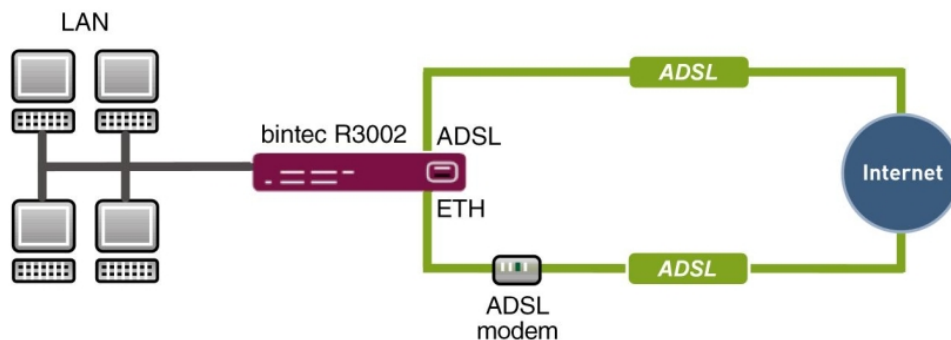 LAN
ADSL
bintec R3002
ADSL
Internet
ETH
ADSL
ADSL
modem